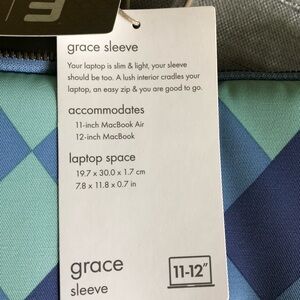 grace sleeve
Your laptop is slim & light, your sleeve
should be too. A lush interior cradles your
laptop, an easy zip & you are good to go.
accommodates
11-inch MacBook Air
12-inch MacBook
laptop space
19.7 x 30.0 x 1.7 cm
7.8 x 11.8 x 0.7 in
grace
sleeve
11-12"